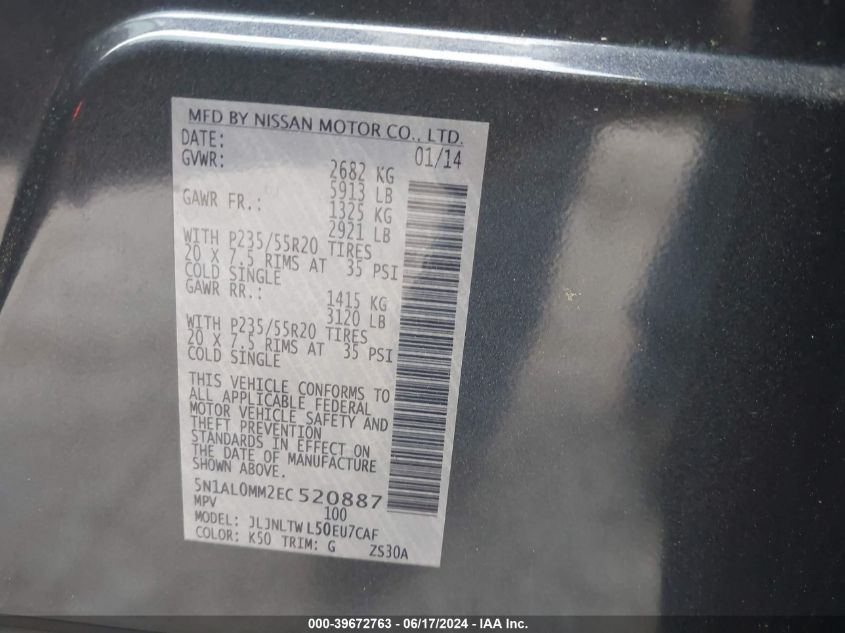 MFD BY NISSAN MOTOR CO., LTD.
DATE: 01/14
GVWR: 2682 KG
5913 LB
GAWR FR.: 1325 KG
2921 LB
WITH P235/55R20 TIRES
20 X 7.5 RIMS AT 35 PSI
COLD SINGLE
GAWR RR.: 1415 KG
3120 LB
WITH P235/55R20 TIRES
20 X 7.5 RIMS AT 35 PSI
COLD SINGLE
THIS VEHICLE CONFORMS TO
ALL APPLICABLE FEDERAL
MOTOR VEHICLE SAFETY AND
THEFT PREVENTION
STANDARDS IN EFFECT ON
THE DATE OF MANUFACTURE
SHOWN ABOVE.
5N1AL0MM2EC520887
MPV 100
MODEL: JLJNLTW L50EU7CAF
COLOR: K50 TRIM: G ZS30A
000-39672763 - 06/17/2024 - IAA Inc.